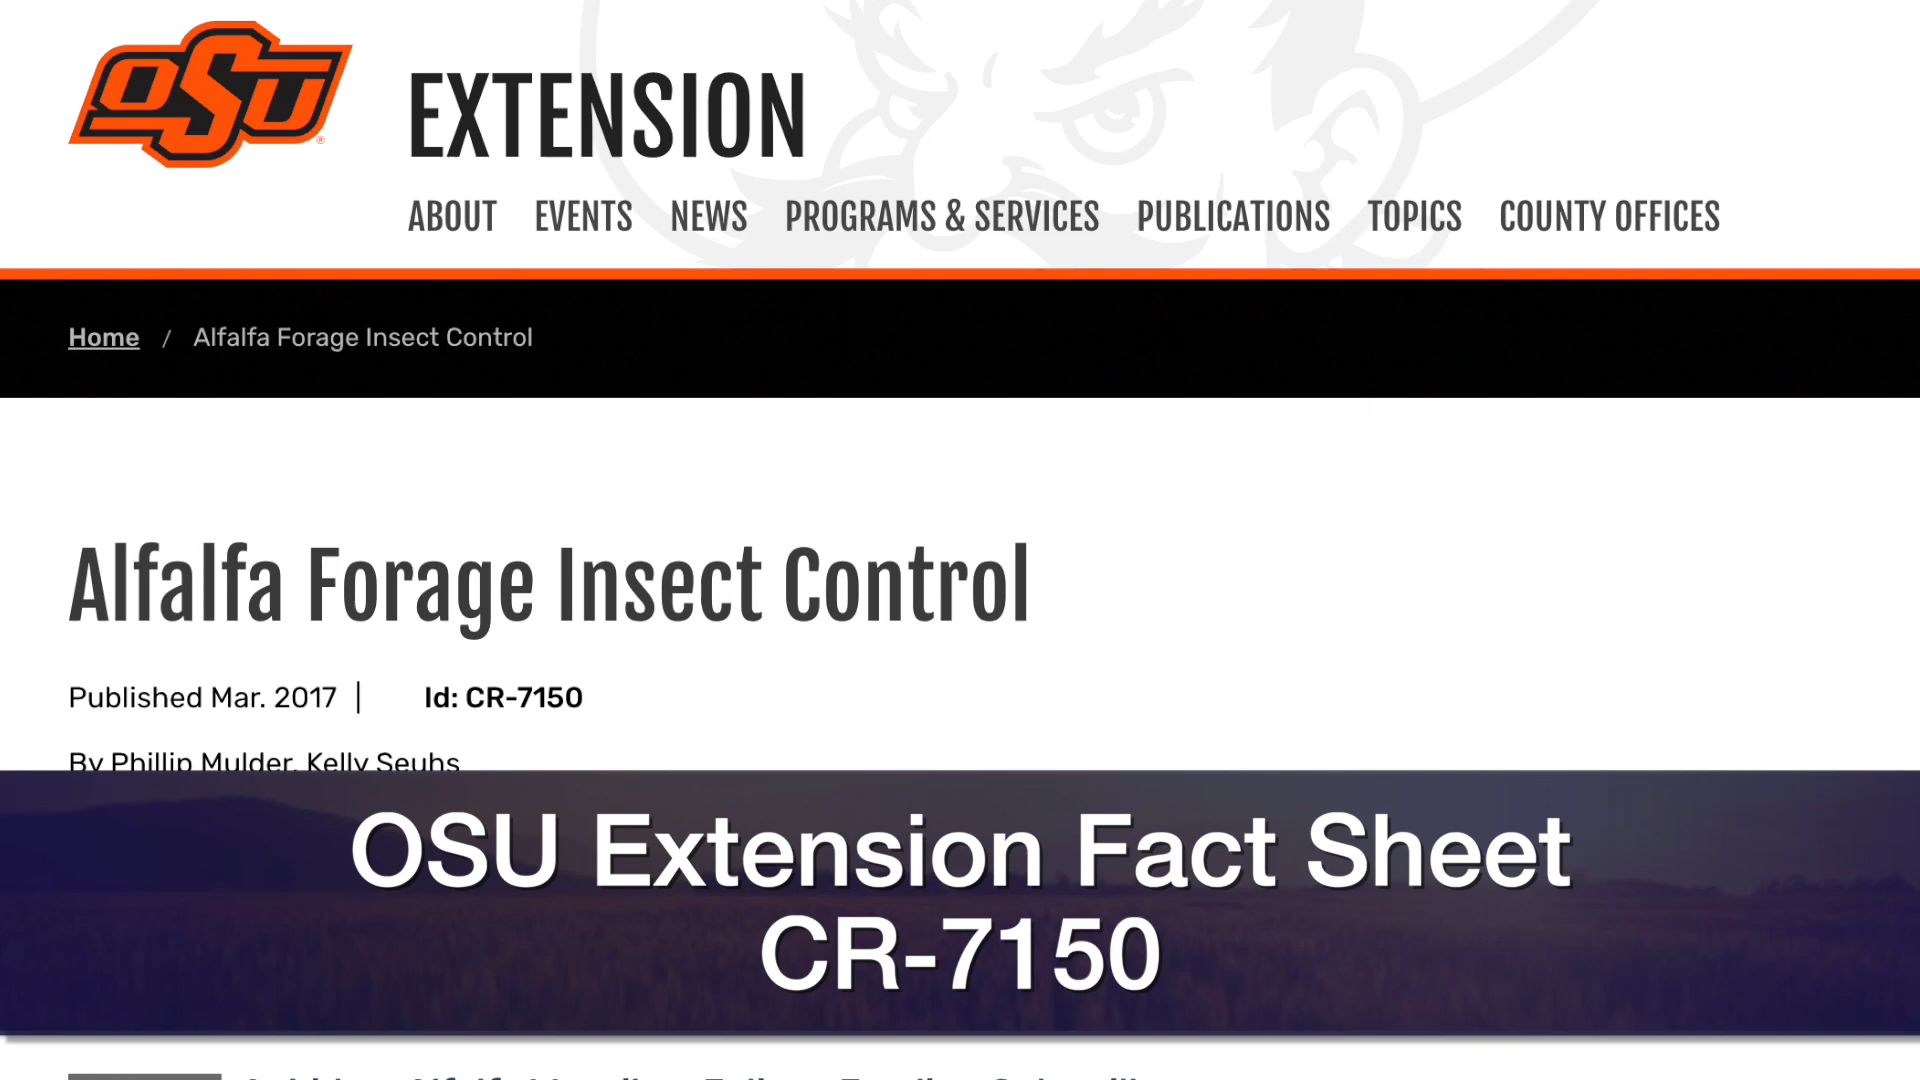 OSU
EXTENSION
ABOUT EVENTS NEWS PROGRAMS & SERVICES PUBLICATIONS TOPICS COUNTY OFFICES
Home / Alfalfa Forage Insect Control
Alfalfa Forage Insect Control
Published Mar. 2017 | Id: CR-7150
By Phillip Mulder, Kelly Seuhs
OSU Extension Fact Sheet
CR-7150